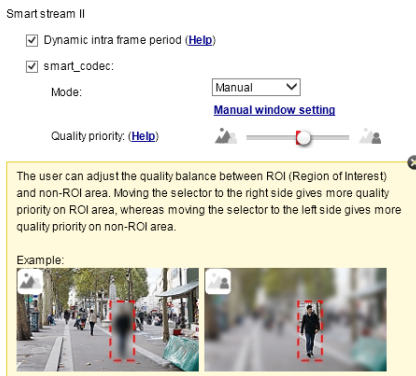 Smart stream II
Dynamic intra frame period (Help)
smart_codec:
Mode: Manual
Manual window setting
Quality priority: (Help)
The user can adjust the quality balance between ROI (Region of Interest)
and non-ROI area. Moving the selector to the right side gives more quality
priority on ROI area, whereas moving the selector to the left side gives more
quality priority on non-ROI area.
Example: